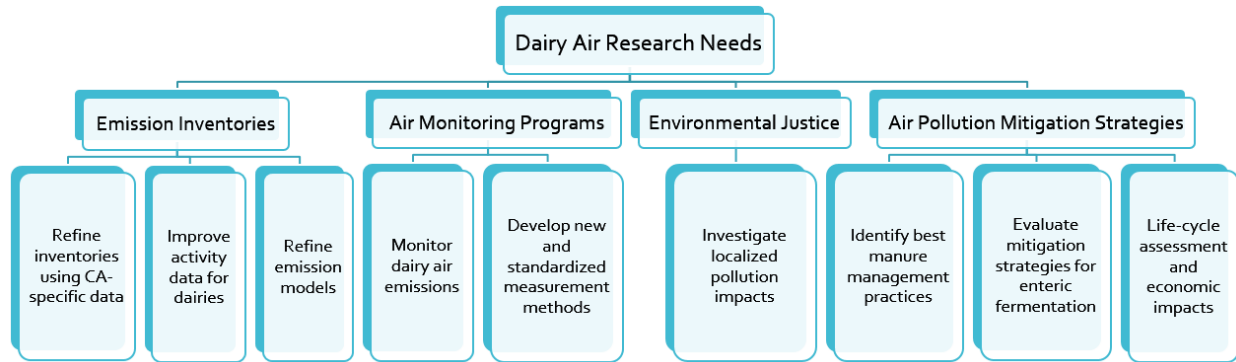 Dairy Air Research Needs
Emission Inventories
Air Monitoring Programs
Environmental Justice
Air Pollution Mitigation Strategies
Refine
inventories
using CA-
specific data
Improve
activity
data for
dairies
Refine
emission
models
Monitor
dairy air
emissions
Develop new
and
standardized
measurement
methods
Investigate
localized
pollution
impacts
Identify best
manure
management
practices
Evaluate
mitigation
strategies for
enteric
fermentation
Life-cycle
assessment
and
economic
impacts